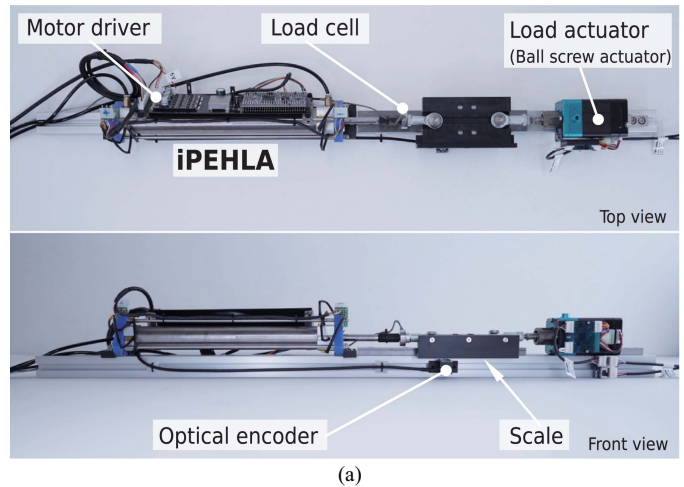 Motor driver
Load cell
Load actuator
(Ball screw actuator)
iPEHLA
Top view
Optical encoder
Scale
Front view
(a)